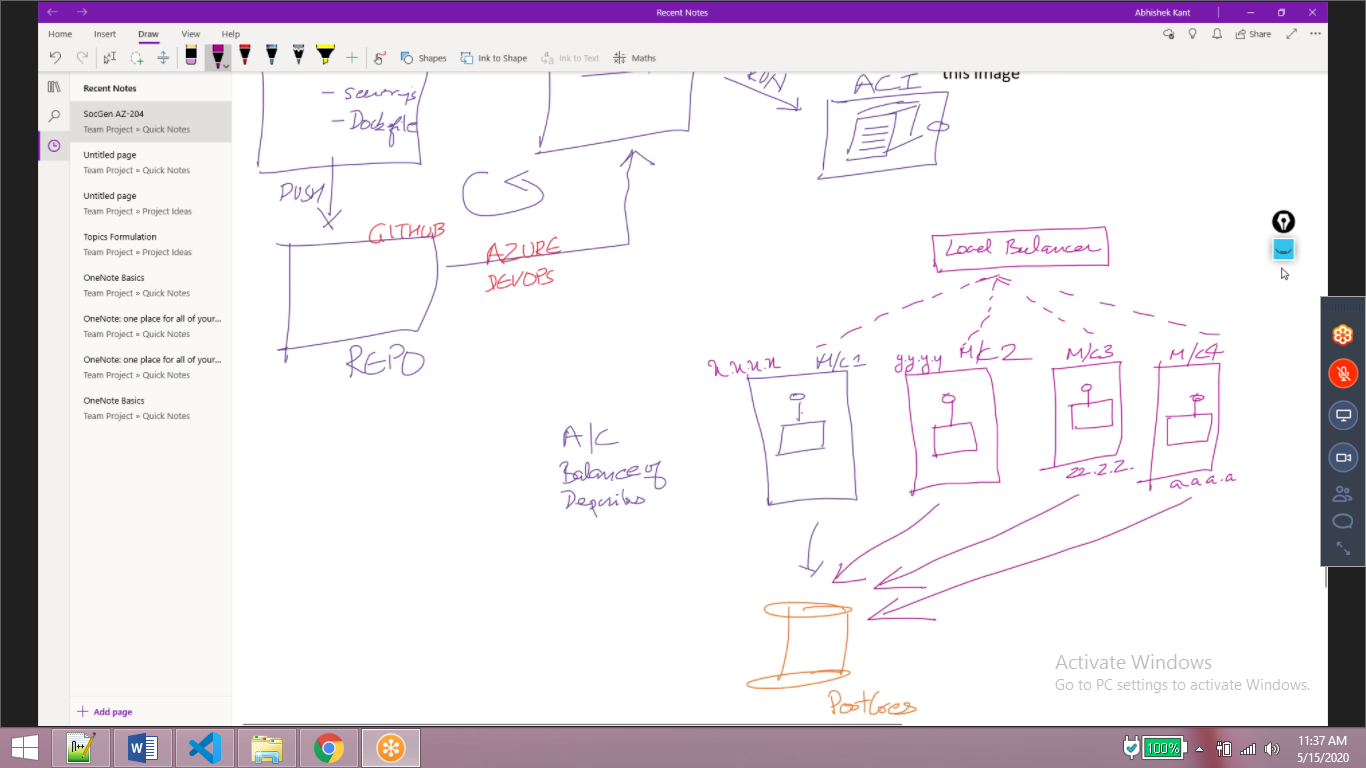 Recent Notes
Abhishek Kant
Home
Insert
Draw
View
Help
Share
Shapes
Ink to Shape
Ink to Text
Maths
Recent Notes
SocGen AZ-204
Team Project » Quick Notes
Untitled page
Team Project » Quick Notes
Untitled page
Team Project » Project Ideas
Topics Formulation
Team Project » Project Ideas
OneNote Basics
Team Project » Quick Notes
OneNote: one place for all of your...
Team Project » Quick Notes
OneNote: one place for all of your...
Team Project » Quick Notes
OneNote Basics
Team Project » Quick Notes
Add page
- Dockfile
RUN
ACI
this image
PUSH
GITHUB
AZURE
DEVOPS
REPO
Load Balancer
x.x.x.x
M/C1
y.y.y.y
M/C2
M/C3
M/C4
zz.z.z.
a.a.a.a
A/C
Balance of
PostGres
Activate Windows
Go to PC settings to activate Windows.
100%
11:37 AM
5/15/2020